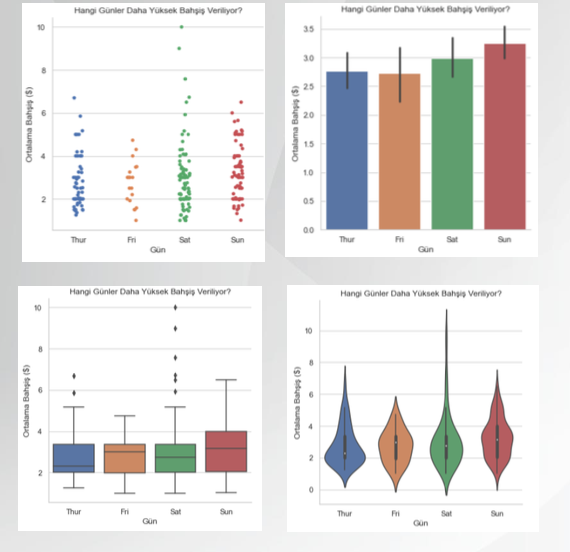 Hangi Günler Daha Yüksek Bahşiş Veriliyor?
Ortalama Bahşiş ($)
10
8
6
4
2
Thur Fri Sat Sun
Gün
Hangi Günler Daha Yüksek Bahşiş Veriliyor?
Ortalama Bahşiş ($)
3.5
3.0
2.5
2.0
1.5
1.0
0.5
0.0
Thur Fri Sat Sun
Gün
Hangi Günler Daha Yüksek Bahşiş Veriliyor?
Ortalama Bahşiş ($)
10
8
6
4
2
Thur Fri Sat Sun
Gün
Hangi Günler Daha Yüksek Bahşiş Veriliyor?
Ortalama Bahşiş ($)
10
8
6
4
2
0
Thur Fri Sat Sun
Gün